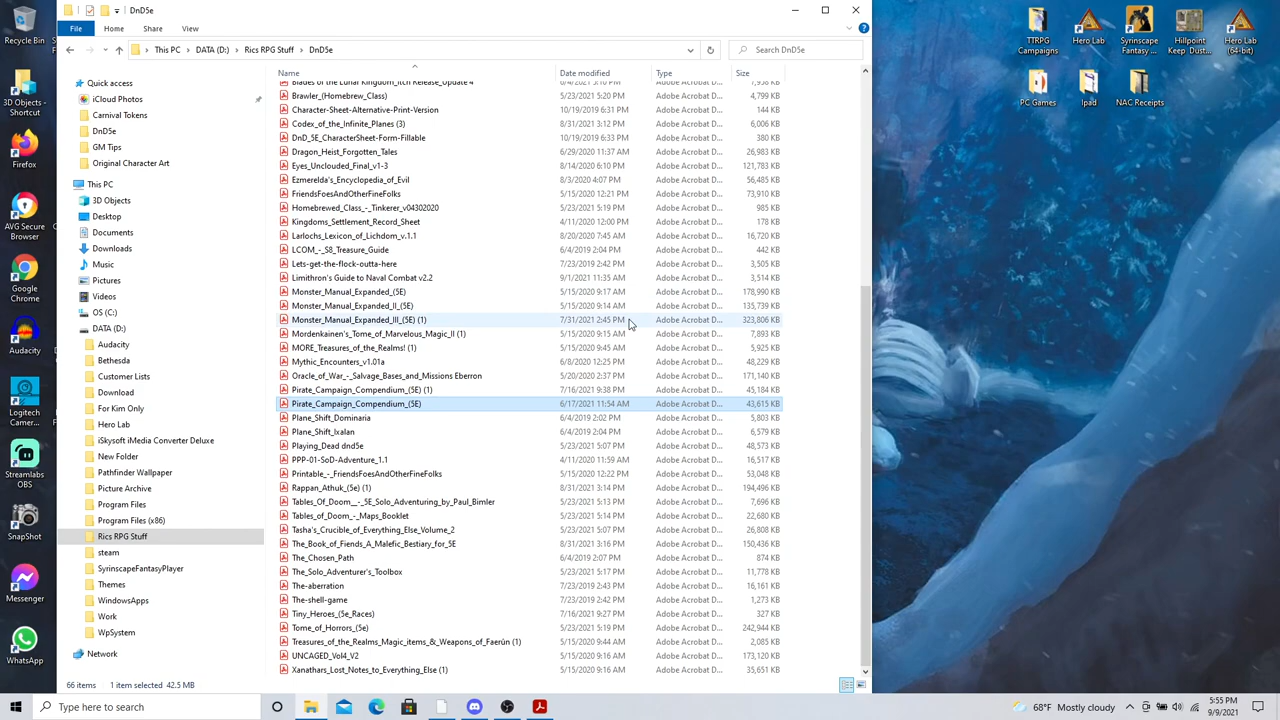 DnD5e
File Home Share View
This PC DATA (D:) Rics RPG Stuff DnD5e
Search DnD5e
Name Date modified Type Size
Blades of the Lunar Kingdom_Itch Release_Update 4 6/4/2021 5:10 PM Adobe Acrobat D... 7,958 KB
Brawler_(Homebrew_Class) 5/23/2021 5:20 PM Adobe Acrobat D... 4,799 KB
Character-Sheet-Alternative-Print-Version 10/19/2019 6:31 PM Adobe Acrobat D... 144 KB
Codex_of_the_Infinite_Planes (3) 8/31/2021 3:12 PM Adobe Acrobat D... 6,006 KB
DnD_5E_CharacterSheet-Form-Fillable 10/19/2019 6:33 PM Adobe Acrobat D... 380 KB
Dragon_Heist_Forgotten_Tales 6/29/2020 11:37 AM Adobe Acrobat D... 26,983 KB
Eyes_Unclouded_Final_v1-3 8/14/2020 6:10 PM Adobe Acrobat D... 121,783 KB
Ezmerelda's_Encyclopedia_of_Evil 8/3/2020 4:07 PM Adobe Acrobat D... 56,485 KB
FriendsFoesAndOtherFineFolks 5/15/2020 12:21 PM Adobe Acrobat D... 73,910 KB
Homebrewed_Class_-_Tinkerer_v04302020 5/23/2021 5:19 PM Adobe Acrobat D... 985 KB
Kingdoms_Settlement_Record_Sheet 4/11/2020 12:00 PM Adobe Acrobat D... 178 KB
Larlochs_Lexicon_of_Lichdom_v.1.1 8/20/2020 7:45 AM Adobe Acrobat D... 16,720 KB
LCOM_-_S8_Treasure_Guide 6/4/2019 2:04 PM Adobe Acrobat D... 442 KB
Lets-get-the-flock-outta-here 7/23/2019 2:42 PM Adobe Acrobat D... 3,505 KB
Limithron's Guide to Naval Combat v2.2 9/1/2021 11:35 AM Adobe Acrobat D... 3,514 KB
Monster_Manual_Expanded_(5E) 5/15/2020 9:17 AM Adobe Acrobat D... 178,990 KB
Monster_Manual_Expanded_II_(5E) 5/15/2020 9:14 AM Adobe Acrobat D... 135,739 KB
Monster_Manual_Expanded_III_(5E) (1) 7/31/2021 2:45 PM Adobe Acrobat D... 323,806 KB
Mordenkainen's_Tome_of_Marvelous_Magic_II (1) 5/15/2020 9:15 AM Adobe Acrobat D... 7,893 KB
MORE_Treasures_of_the_Realms! (1) 5/15/2020 9:45 AM Adobe Acrobat D... 5,925 KB
Mythic_Encounters_v1.01a 6/8/2020 12:25 PM Adobe Acrobat D... 48,229 KB
Oracle_of_War_-_Salvage_Bases_and_Missions Eberron 5/20/2020 2:37 PM Adobe Acrobat D... 171,140 KB
Pirate_Campaign_Compendium_(5E) (1) 7/16/2021 9:38 PM Adobe Acrobat D... 45,184 KB
Pirate_Campaign_Compendium_(5E) 6/17/2021 11:54 AM Adobe Acrobat D... 43,615 KB
Plane_Shift_Dominaria 6/4/2019 2:02 PM Adobe Acrobat D... 5,803 KB
Plane_Shift_Ixalan 6/4/2019 2:04 PM Adobe Acrobat D... 6,579 KB
Playing_Dead dnd5e 5/23/2021 5:07 PM Adobe Acrobat D... 48,573 KB
PPP-01-SoD-Adventure_1.1 4/11/2020 11:59 AM Adobe Acrobat D... 16,517 KB
Printable_-_FriendsFoesAndOtherFineFolks 5/15/2020 12:22 PM Adobe Acrobat D... 53,048 KB
Rappan_Athuk_(5e) (1) 8/31/2021 3:14 PM Adobe Acrobat D... 194,496 KB
Tables_Of_Doom__-_5E_Solo_Adventuring_by_Paul_Bimler 5/23/2021 5:13 PM Adobe Acrobat D... 7,696 KB
Tables_of_Doom_-_Maps_Booklet 5/23/2021 5:14 PM Adobe Acrobat D... 22,680 KB
Tasha's_Crucible_of_Everything_Else_Volume_2 5/23/2021 5:07 PM Adobe Acrobat D... 26,808 KB
The_Book_of_Fiends_A_Malefic_Bestiary_for_5E 8/31/2021 3:16 PM Adobe Acrobat D... 150,436 KB
The_Chosen_Path 6/4/2019 2:07 PM Adobe Acrobat D... 874 KB
The_Solo_Adventurer's_Toolbox 5/23/2021 5:17 PM Adobe Acrobat D... 11,778 KB
The-aberration 7/23/2019 2:43 PM Adobe Acrobat D... 16,161 KB
The-shell-game 7/23/2019 2:42 PM Adobe Acrobat D... 1,273 KB
Tiny_Heroes_(5e_Races) 7/16/2021 9:27 PM Adobe Acrobat D... 327 KB
Tome_of_Horrors_(5e) 5/23/2021 5:19 PM Adobe Acrobat D... 242,944 KB
Treasures_of_the_Realms_Magic_items_&_Weapons_of_Faerûn (1) 5/15/2020 9:44 AM Adobe Acrobat D... 2,085 KB
UNCAGED_Vol4_V2 5/15/2020 9:16 AM Adobe Acrobat D... 173,120 KB
Xanathars_Lost_Notes_to_Everything_Else (1) 5/15/2020 9:16 AM Adobe Acrobat D... 35,651 KB
Quick access
iCloud Photos
Carnival Tokens
DnD5e
GM Tips
Original Character Art
This PC
3D Objects
Desktop
Documents
Downloads
Music
Pictures
Videos
OS (C:)
DATA (D:)
Audacity
Bethesda
Customer Lists
Download
For Kim Only
Hero Lab
iSkysoft iMedia Converter Deluxe
New Folder
Pathfinder Wallpaper
Picture Archive
Program Files
Program Files (x86)
Rics RPG Stuff
steam
SyrinscapeFantasyPlayer
Themes
WindowsApps
Work
WpSystem
Network
66 items 1 item selected 42.5 MB
Recycle Bin
3D Objects - Shortcut
Firefox
AVG Secure Browser
Google Chrome
Audacity
Logitech Camer...
Streamlabs OBS
SnapShot
Messenger
WhatsApp
TTRPG Campaigns
Hero Lab
Syrinscape Fantasy ...
Hillpoint Keep_Dust...
Hero Lab (64-bit)
PC Games
Ipad
NAC Receipts
Type here to search
68°F Mostly cloudy
5:55 PM
9/9/2021